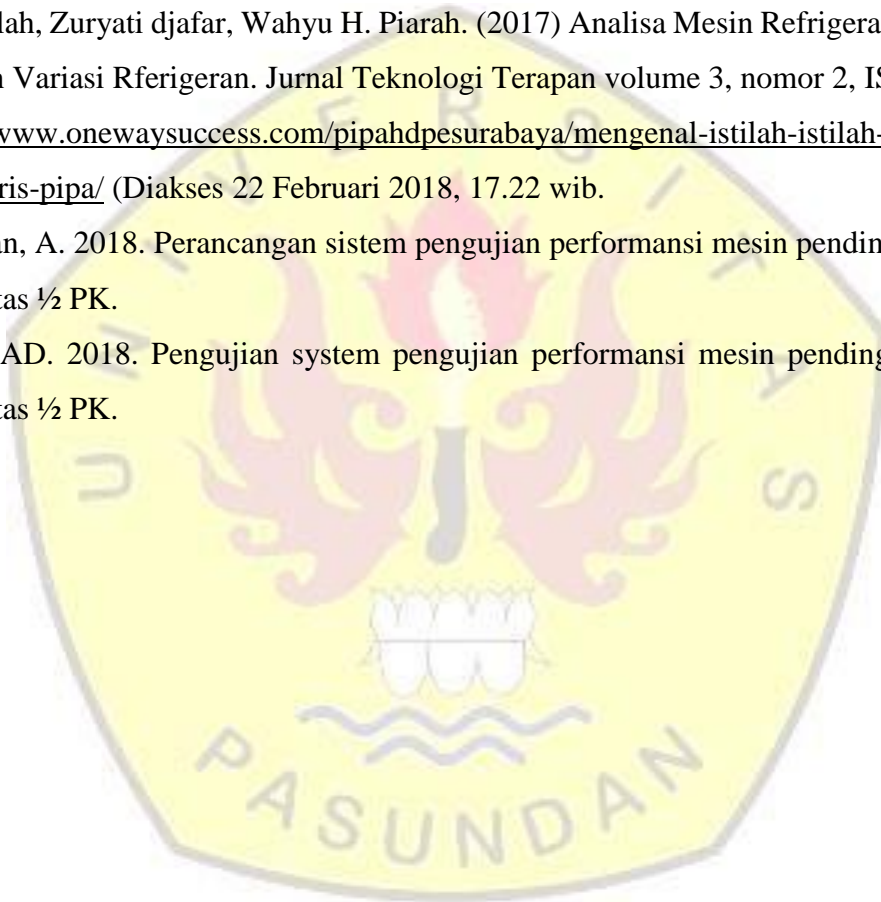 lah, Zuryati djafar, Wahyu H. Piarah. (2017) Analisa Mesin Refrigera
n Variasi Rferigeran. Jurnal Teknologi Terapan volume 3, nomor 2, IS
www.onewaysuccess.com/pipahdpesurabaya/mengenal-istilah-istilah-
ris-pipa/ (Diakses 22 Februari 2018, 17.22 wib.
an, A. 2018. Perancangan sistem pengujian performansi mesin pendin
tas ½ PK.
AD. 2018. Pengujian system pengujian performansi mesin pending
tas ½ PK.
UNIVERSITAS
PASUNDAN